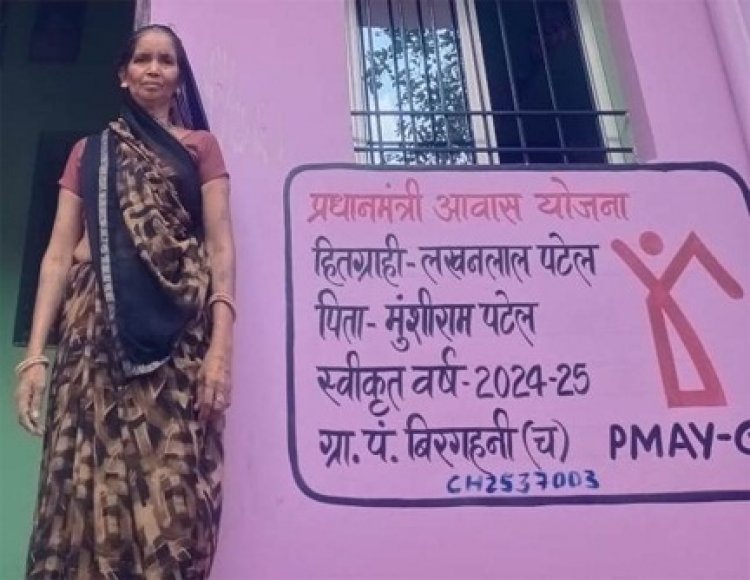 प्रधानमंत्री आवास योजना
हितग्राही-लखनलाल पटेल
पिता- मुंशीराम पटेल
स्वीकृत वर्ष-2024-25
ग्रा. पं. बिरगहनी (च) PMAY-G
CH2537003